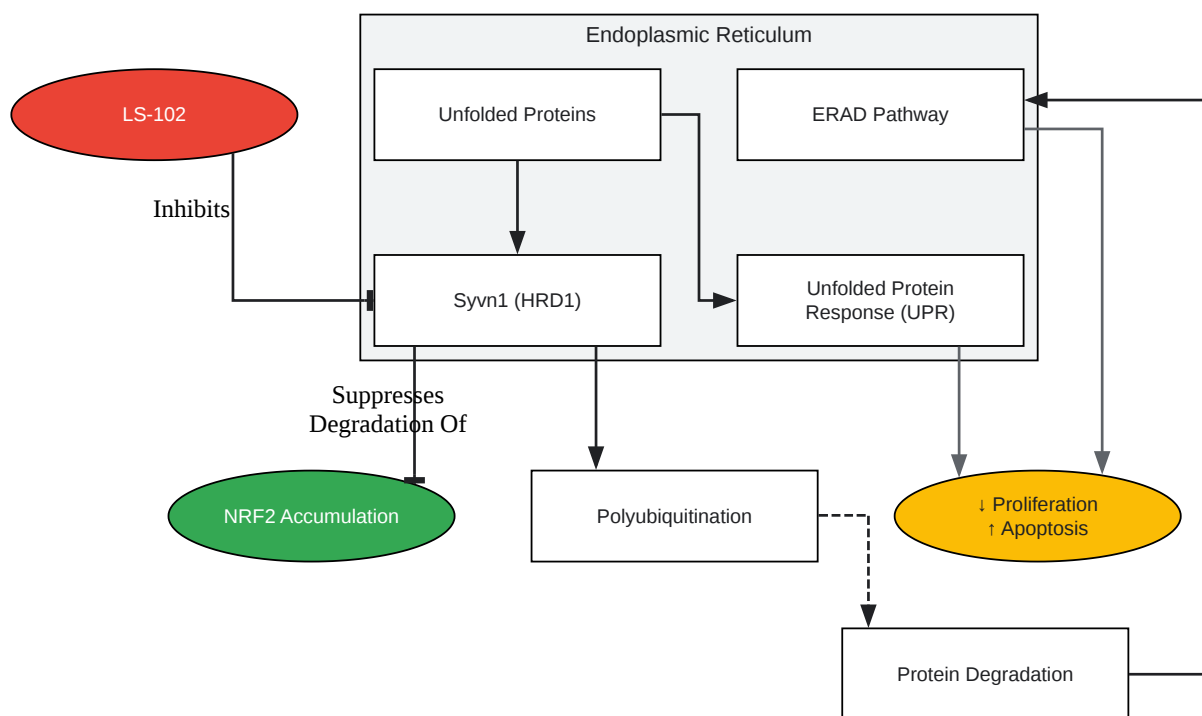 Endoplasmic Reticulum
LS-102
Unfolded Proteins
ERAD Pathway
Inhibits
Syvn1 (HRD1)
Unfolded Protein
Response (UPR)
Suppresses
Degradation Of
NRF2 Accumulation
Polyubiquitination
↓ Proliferation
↑ Apoptosis
Protein Degradation